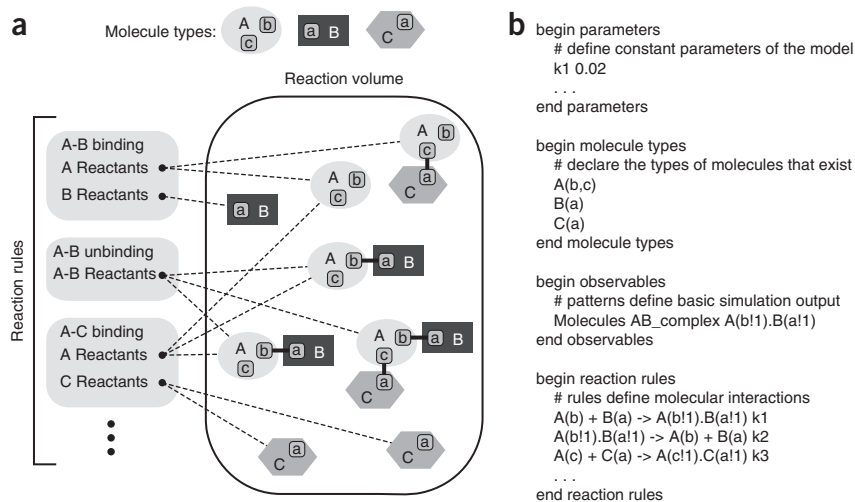 a
Molecule types:
A b
c
a B
a
C
Reaction volume
Reaction rules
A-B binding
A Reactants
B Reactants
A-B unbinding
A-B Reactants
A-C binding
A Reactants
C Reactants
A b
c
a
C
A b
c
a B
A b a B
c
A b a B
c
A b a B
c
a
C
a
C
a
C
b
begin parameters
# define constant parameters of the model
k1 0.02
. . .
end parameters
begin molecule types
# declare the types of molecules that exist
A(b,c)
B(a)
C(a)
end molecule types
begin observables
# patterns define basic simulation output
Molecules AB_complex A(b!1).B(a!1)
end observables
begin reaction rules
# rules define molecular interactions
A(b) + B(a) -> A(b!1).B(a!1) k1
A(b!1).B(a!1) -> A(b) + B(a) k2
A(c) + C(a) -> A(c!1).C(a!1) k3
. . .
end reaction rules